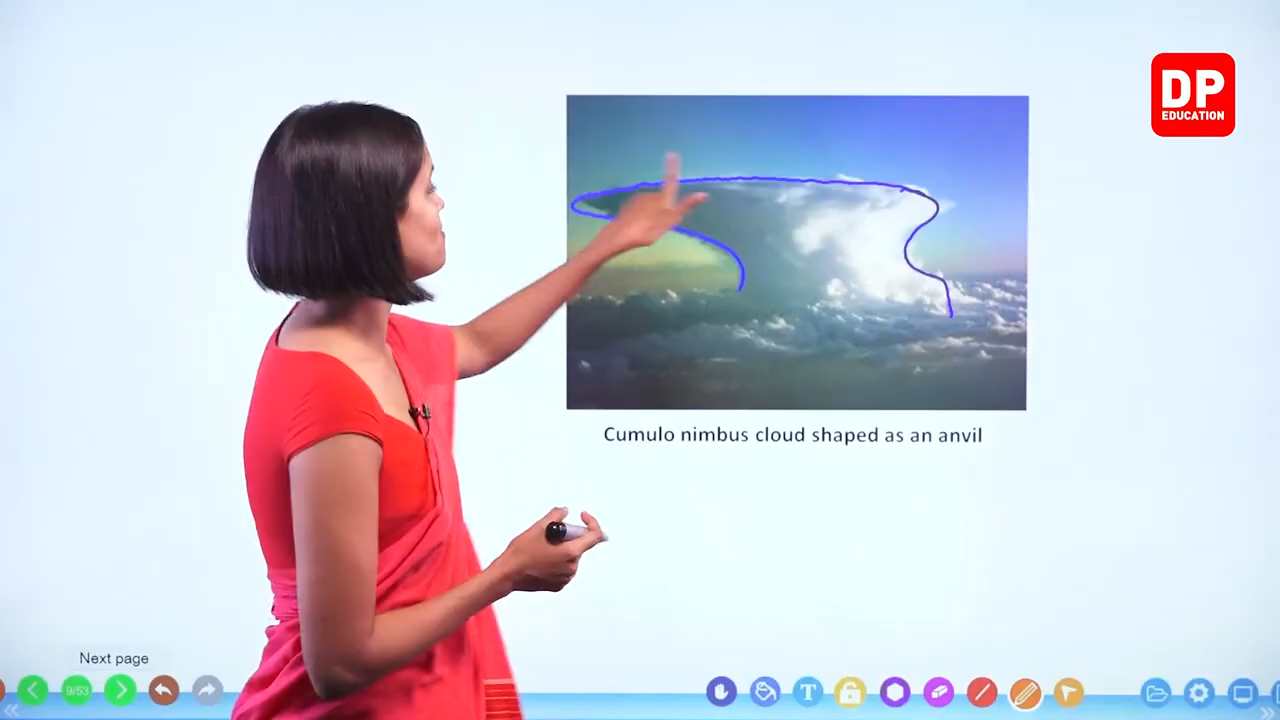 DP
EDUCATION
Cumulo nimbus cloud shaped as an anvil
Next page
9/53
T